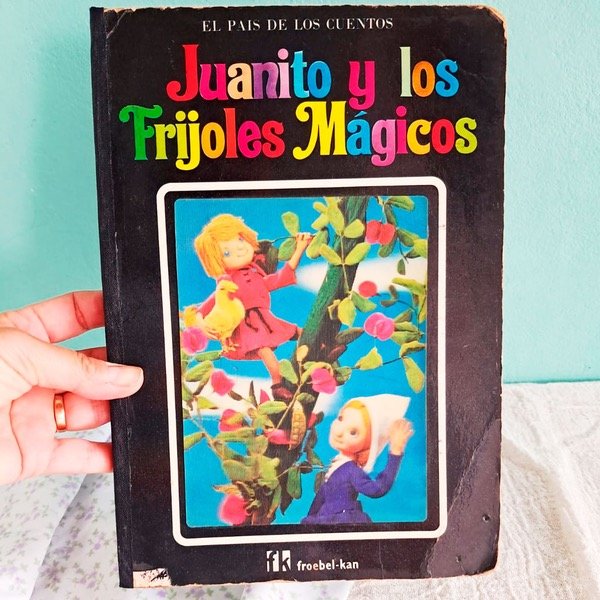 EL PAIS DE LOS CUENTOS
Juanito y los
Frijoles Mágicos
fk froebel-kan